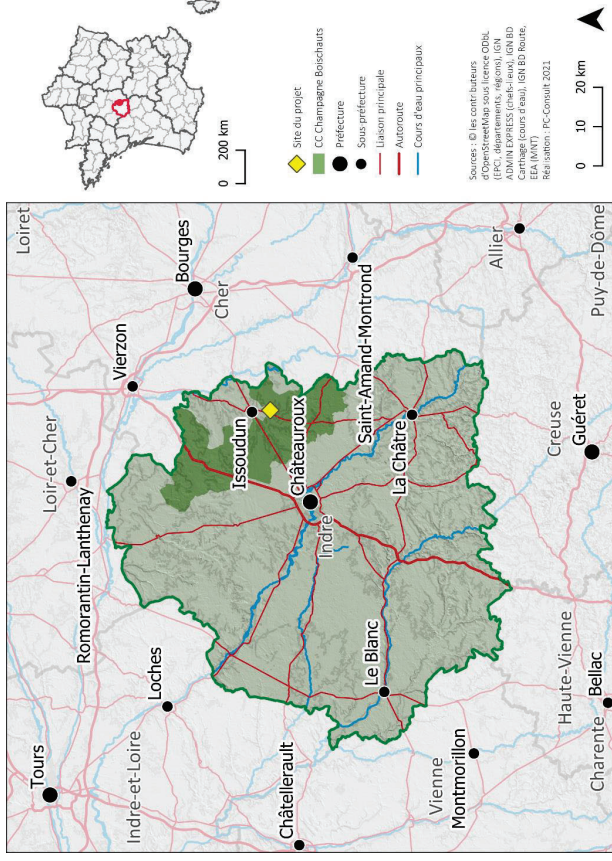 Loiret
Loir-et-Cher
Tours
Romorantin-Lanthenay
Vierzon
Bourges
Cher
Indre-et-Loire
Loches
Issoudun
Châteauroux
Indre
Châtellerault
Saint-Amand-Montrond
Le Blanc
La Châtre
Vienne
Montmorillon
Allier
Creuse
Guéret
Haute-Vienne
Bellac
Charente
Puy-de-Dôme
200 km
0
Site du projet
CC Champagne Boischauts
Préfecture
Sous préfecture
Liaison principale
Autoroute
Cours d'eau principaux
Sources : © les contributeurs
d'OpenStreetMap sous licence ODbL
(EPCI, départements, régions), IGN
ADMIN EXPRESS (chefs-lieux), IGN BD
Carthage (cours d'eau), IGN BD Route,
EEA (MNT)
Réalisation : PC-Consult 2021
0 10 20 km